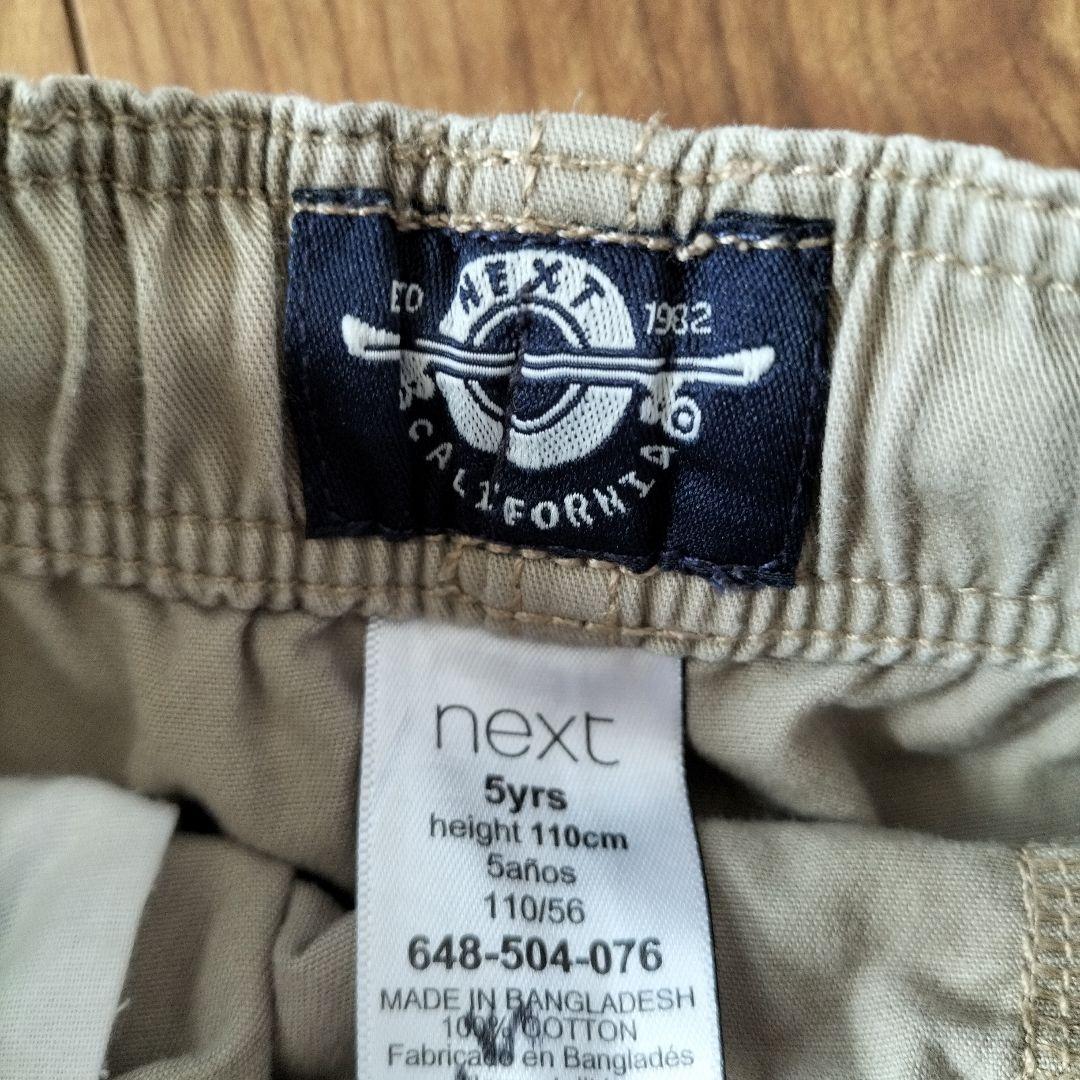 NEXT
1982
CALIFORNIA
next
5yrs
height 110cm
5años
110/56
648-504-076
MADE IN BANGLADESH
100% COTTON
Fabricado en Bangladés